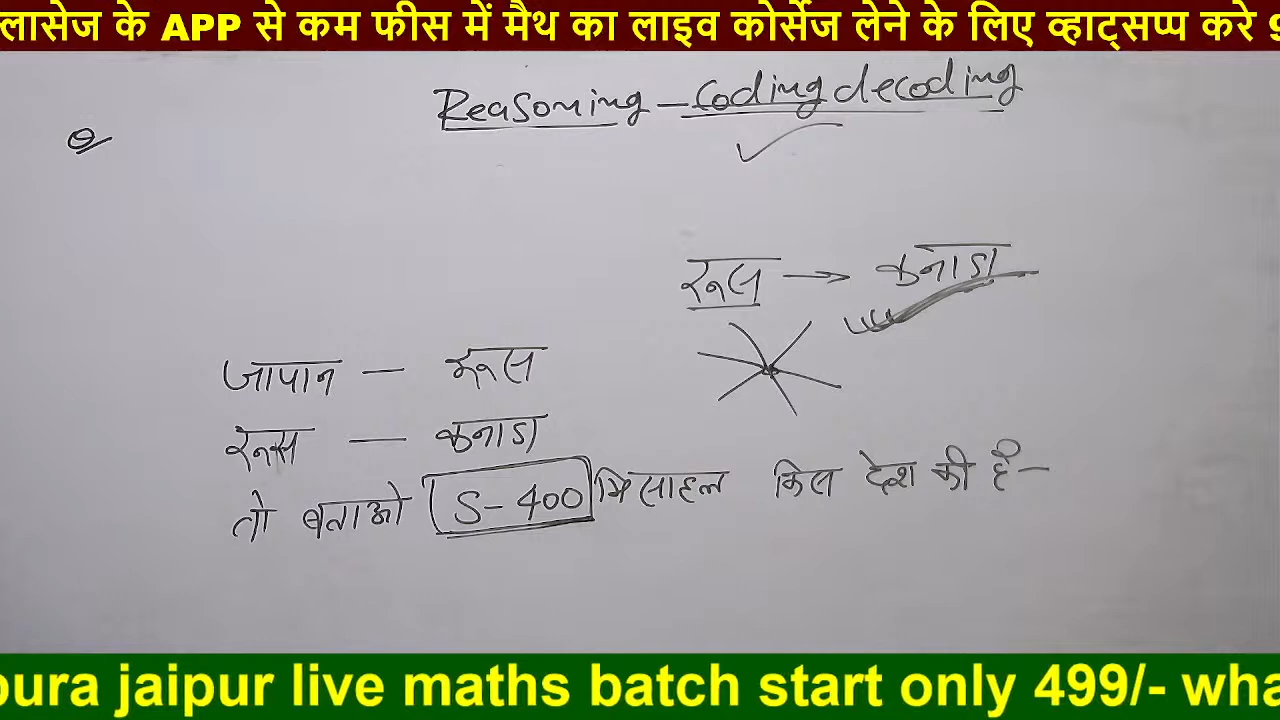 लासेज के APP से कम फीस में मैथ का लाइव कोर्सेज लेने के लिए व्हाट्सप्प करे 9
Reasoning - Coding decoding
Q
रूस → कनाडा
जापान - रूस
रूस - कनाडा
तो बताओ S-400 मिसाइल किस देश की है -
pura jaipur live maths batch start only 499/- wha